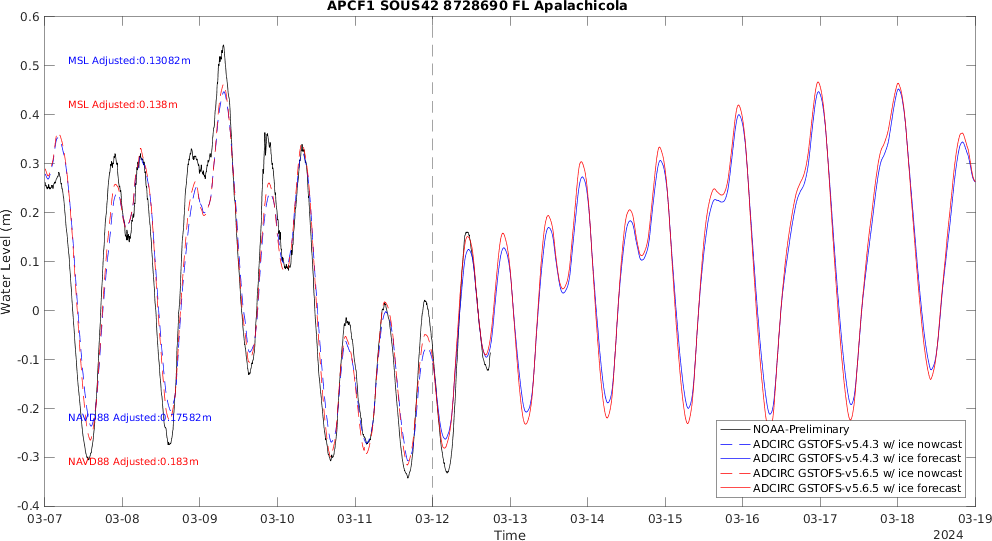 APCF1 SOUS42 8728690 FL Apalachicola
0.6
0.5
0.4
0.3
0.2
0.1
0
-0.1
-0.2
-0.3
-0.4
Water Level (m)
MSL Adjusted:0.13082m
MSL Adjusted:0.138m
NAVD88 Adjusted:0.17582m
NAVD88 Adjusted:0.183m
NOAA-Preliminary
ADCIRC GSTOFS-v5.4.3 w/ ice nowcast
ADCIRC GSTOFS-v5.4.3 w/ ice forecast
ADCIRC GSTOFS-v5.6.5 w/ ice nowcast
ADCIRC GSTOFS-v5.6.5 w/ ice forecast
03-07 03-08 03-09 03-10 03-11 03-12 03-13 03-14 03-15 03-16 03-17 03-18 03-19
Time
2024